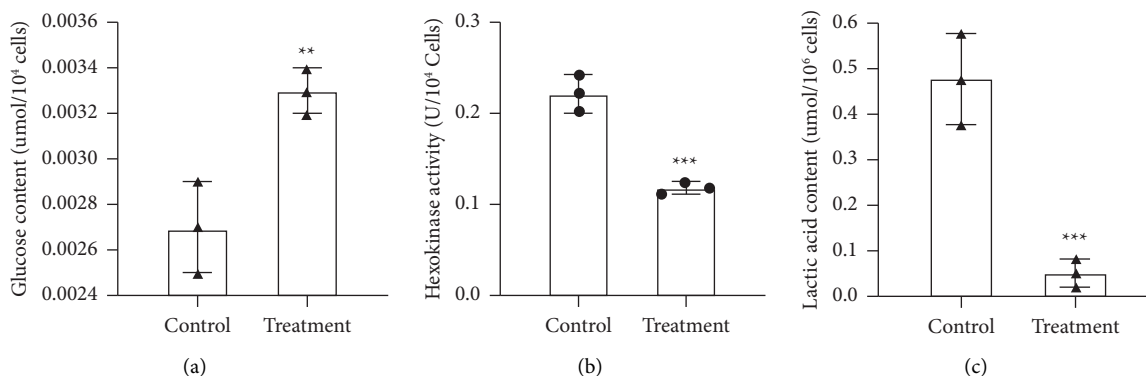 Glucose content (umol/10⁴ cells)
0.0036
0.0034
0.0032
0.0030
0.0028
0.0026
0.0024
**
Control Treatment
(a)
Hexokinase activity (U/10⁴ Cells)
0.3
0.2
0.1
0.0
***
Control Treatment
(b)
Lactic acid content (umol/10⁶ cells)
0.6
0.5
0.4
0.3
0.2
0.1
0.0
***
Control Treatment
(c)